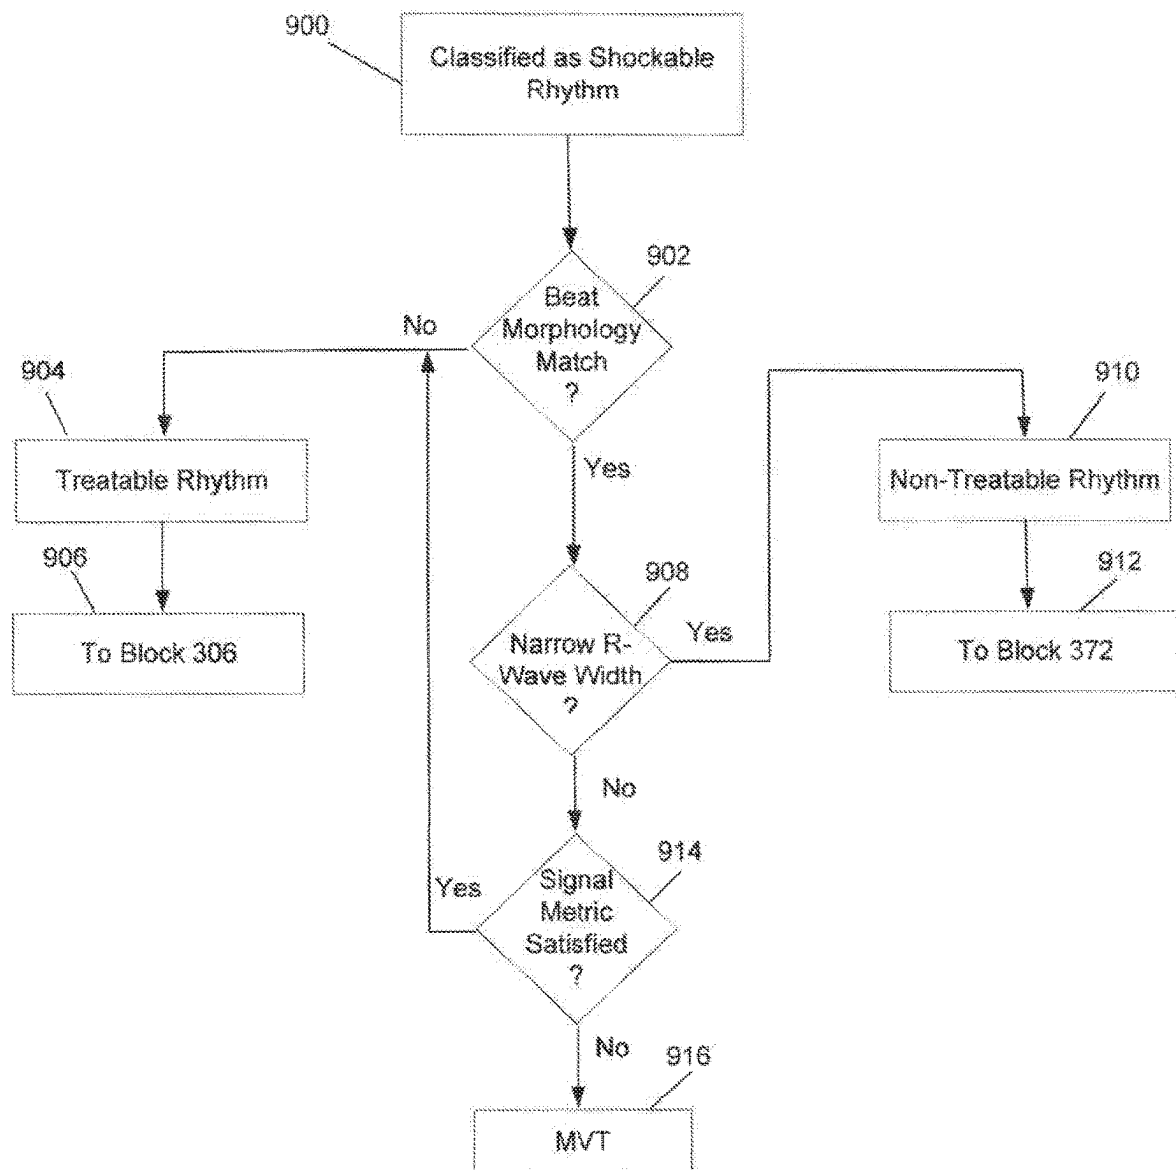 900
Classified as Shockable
Rhythm
902
Beat
Morphology
Match
?
No
904
910
Treatable Rhythm
Yes
Non-Treatable Rhythm
906
908
912
To Block 306
Narrow R-
Wave Width
?
Yes
To Block 372
No
914
Yes
Signal
Metric
Satisfied
?
No
916
MVT